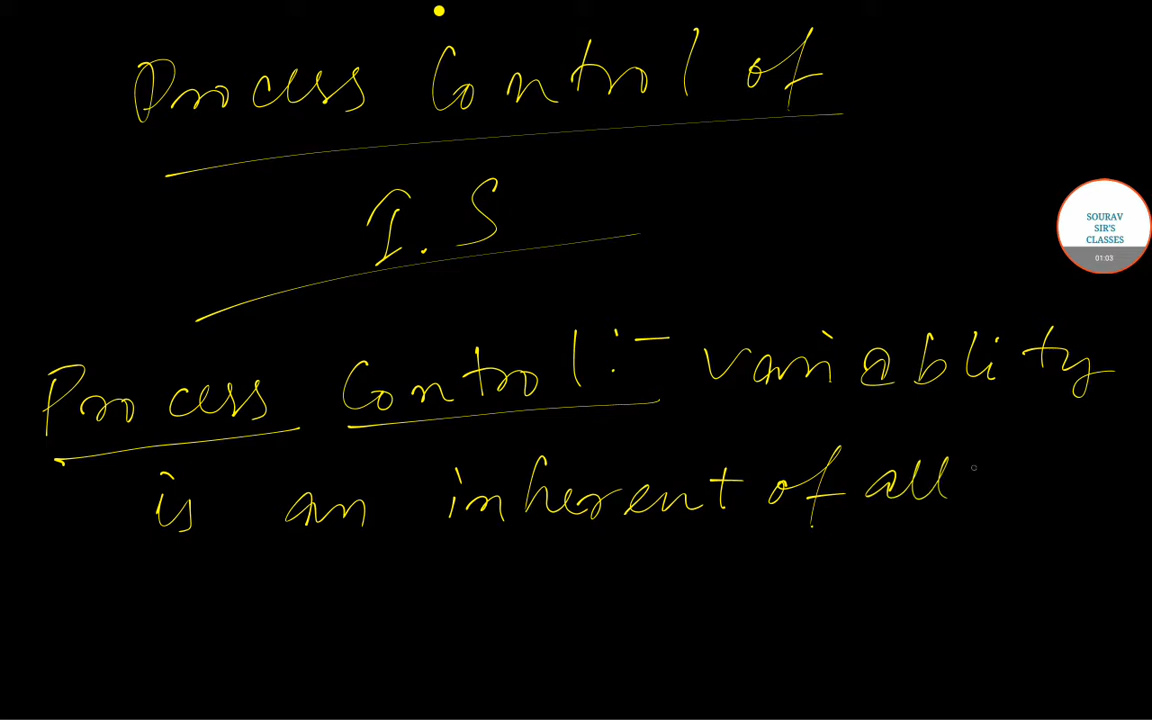 Process Control of
I.S
Process Control :- variablity
is an inherent of all
SOURAV
SIR'S
CLASSES
01:03